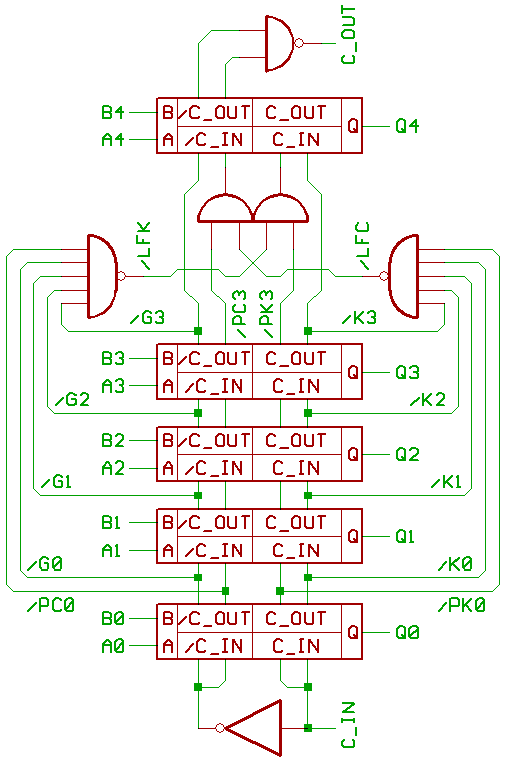 C_OUT
B4 B /C_OUT C_OUT Q Q4
A4 A /C_IN C_IN
/LFK /LFC
/G3 /PC3 /PK3 /K3
B3 B /C_OUT C_OUT Q Q3
A3 A /C_IN C_IN
/G2 /K2
B2 B /C_OUT C_OUT Q Q2
A2 A /C_IN C_IN
/G1 /K1
B1 B /C_OUT C_OUT Q Q1
A1 A /C_IN C_IN
/G0 /K0
/PC0 /PK0
B0 B /C_OUT C_OUT Q Q0
A0 A /C_IN C_IN
C_IN